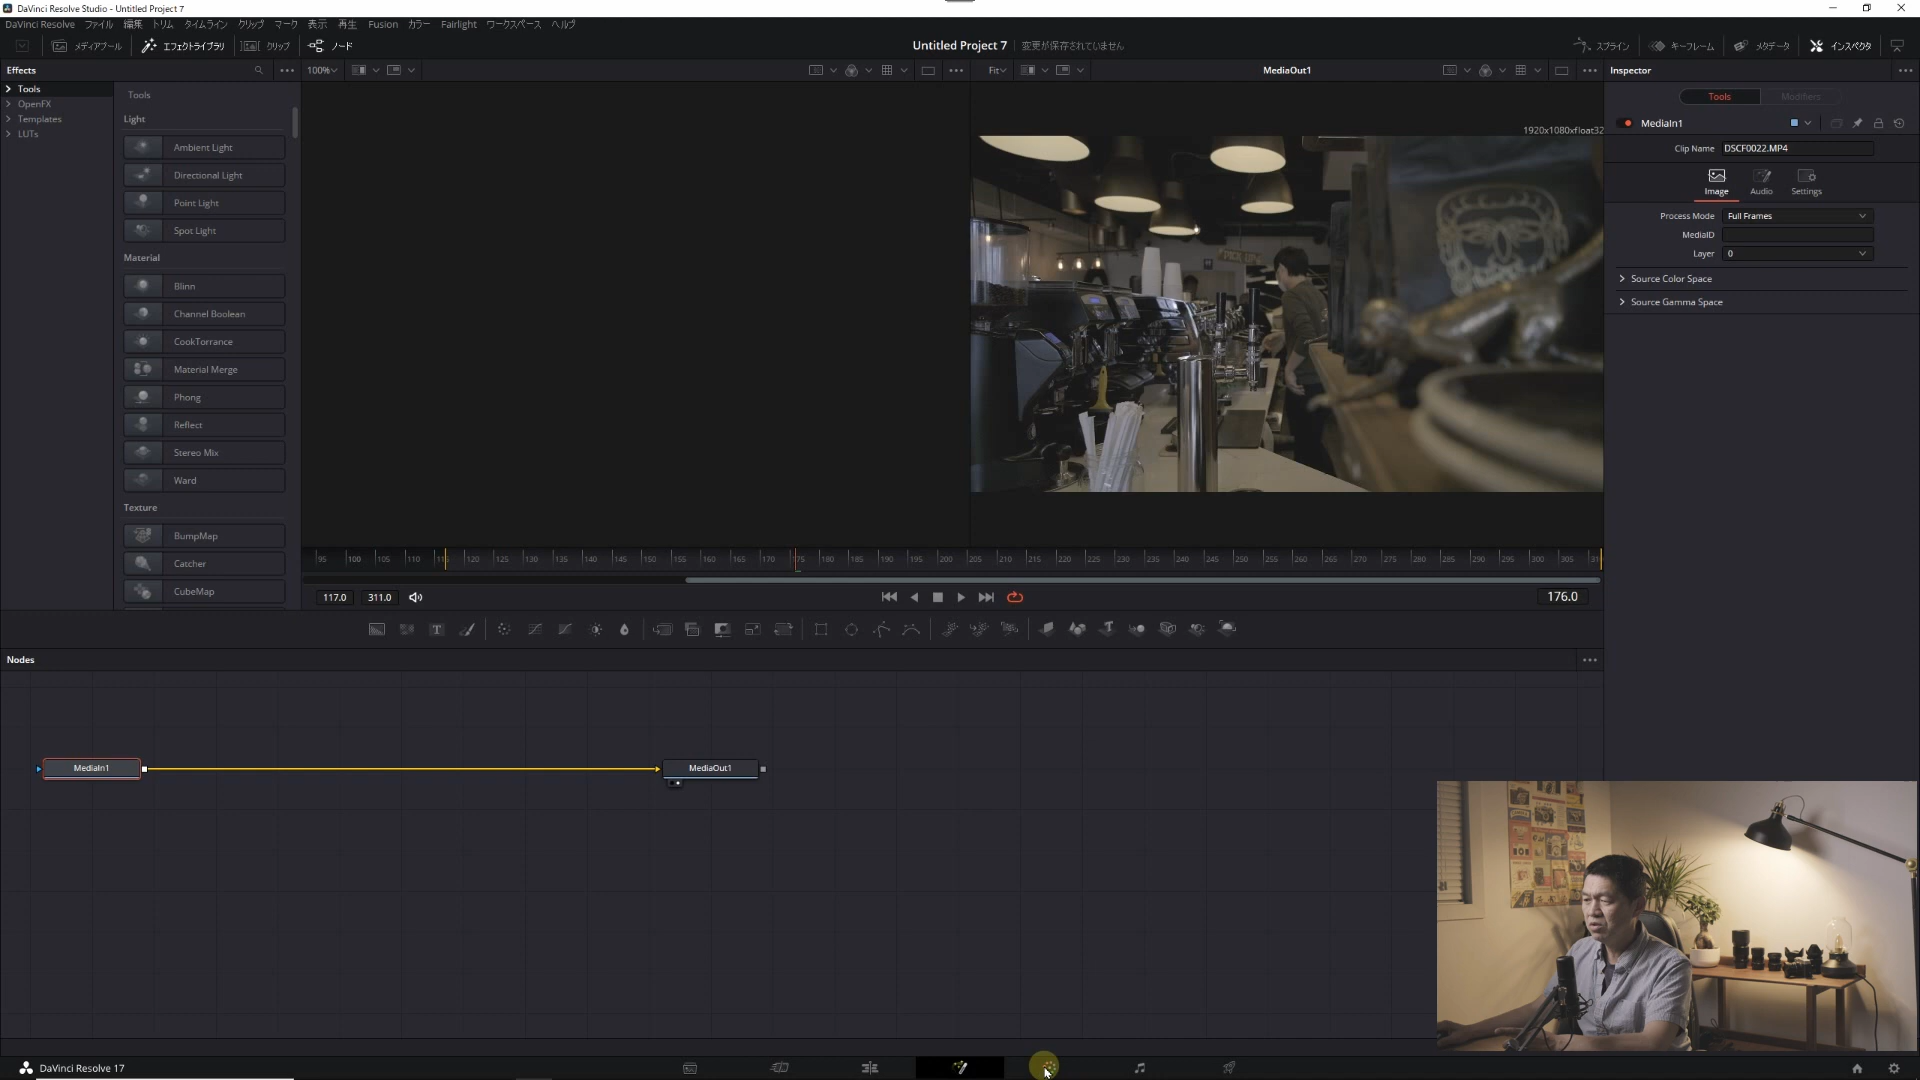 DaVinci Resolve Studio - Untitled Project 7
DaVinci Resolve ファイル 編集 トリム タイムライン クリップ マーク 表示 再生 Fusion カラー Fairlight ワークスペース ヘルプ
メディアプール エフェクトライブラリ クリップ ノード
Untitled Project 7 変更が保存されていません
スプライン キーフレーム メタデータ インスペクタ
Effects
100%
Fit
MediaOut1
Inspector
Tools
OpenFX
Templates
LUTs
Tools
Light
Ambient Light
Directional Light
Point Light
Spot Light
Material
Blinn
Channel Boolean
CookTorrance
Material Merge
Phong
Reflect
Stereo Mix
Ward
Texture
BumpMap
Catcher
CubeMap
1920x1080xfloat32
PICK UP
Tools Modifiers
MediaIn1
Clip Name DSCF0022.MP4
Image Audio Settings
Process Mode Full Frames
MediaID
Layer 0
Source Color Space
Source Gamma Space
95 100 105 110 115 120 125 130 135 140 145 150 155 160 165 170 175 180 185 190 195 200 205 210 215 220 225 230 235 240 245 250 255 260 265 270 275 280 285 290 295 300 305 31
117.0 311.0
176.0
Nodes
MediaIn1
MediaOut1
DaVinci Resolve 17